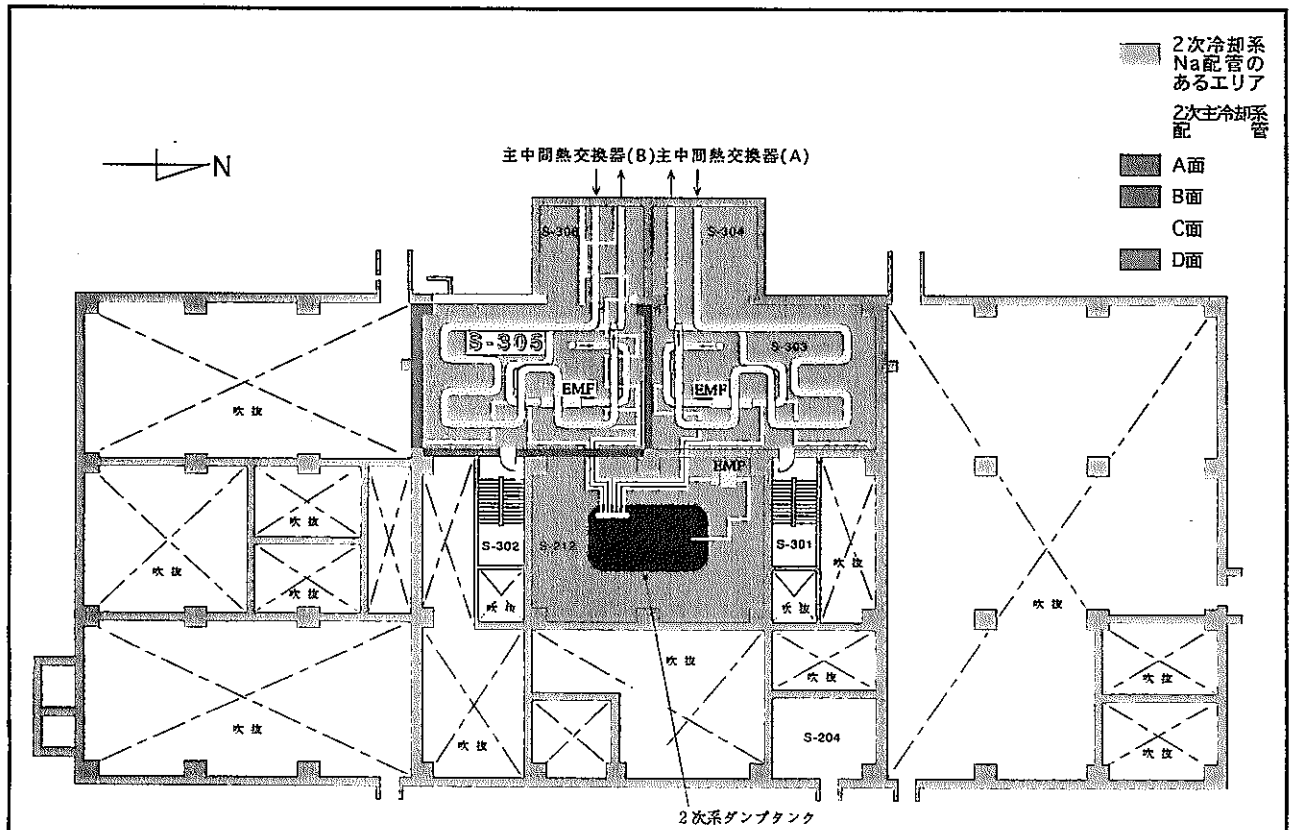 2次冷却系
Na配管の
あるエリア
2次主冷却系
配 管
A面
B面
C面
D面
N
主中間熱交換器(B)主中間熱交換器(A)
S-304
S-305
S-303
EMF
EMF
吹抜
EMP
吹抜
吹抜
吹抜
S-302
S-212
S-301
吹抜
吹抜
吹抜
吹抜
吹抜
吹抜
吹抜
吹抜
S-204
吹抜
2次系ダンプタンク